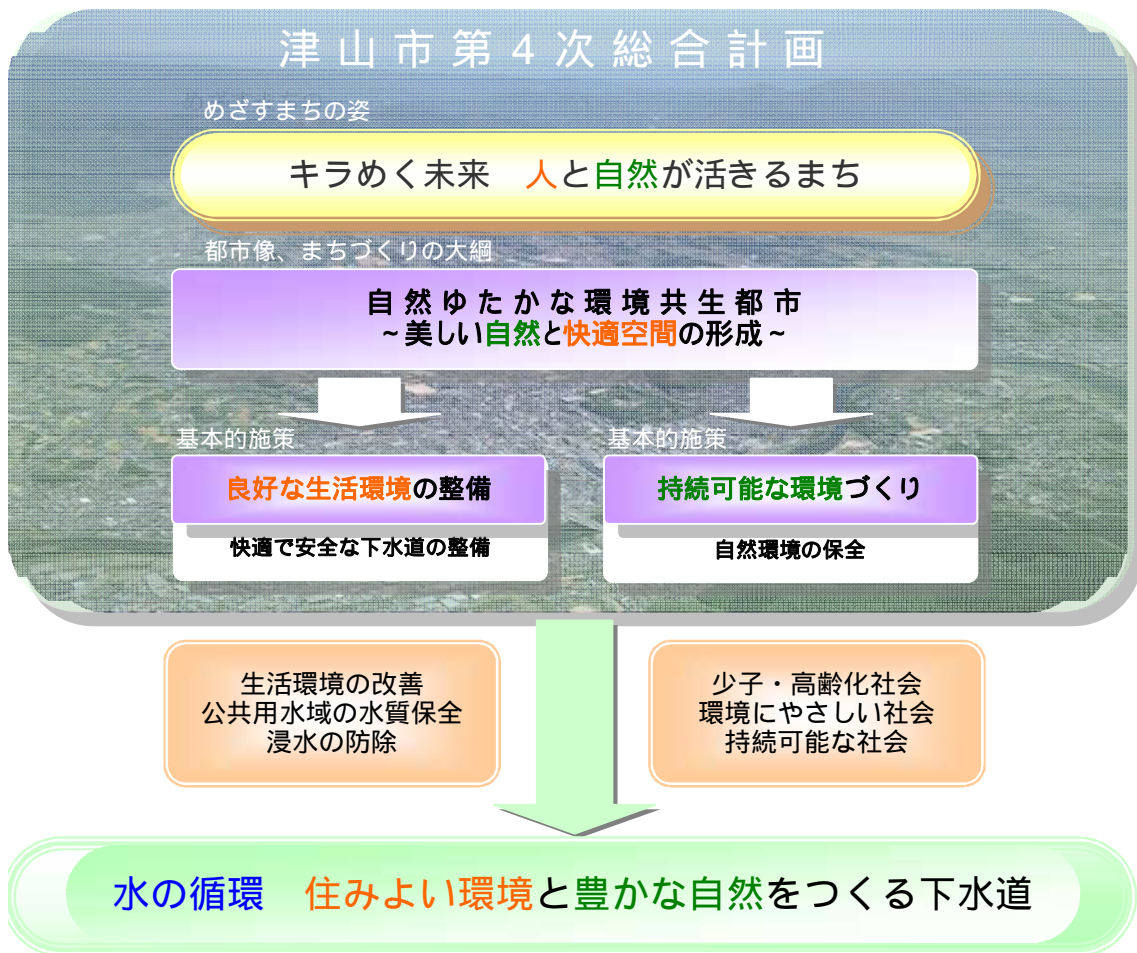 津山市第４次総合計画
めざすまちの姿
キラめく未来　人と自然が活きるまち
都市像、まちづくりの大綱
自然ゆたかな環境共生都市
~美しい自然と快適空間の形成~
基本的施策
良好な生活環境の整備
快適で安全な下水道の整備
基本的施策
持続可能な環境づくり
自然環境の保全
生活環境の改善
公共用水域の水質保全
浸水の防除
少子・高齢化社会
環境にやさしい社会
持続可能な社会
水の循環　住みよい環境と豊かな自然をつくる下水道